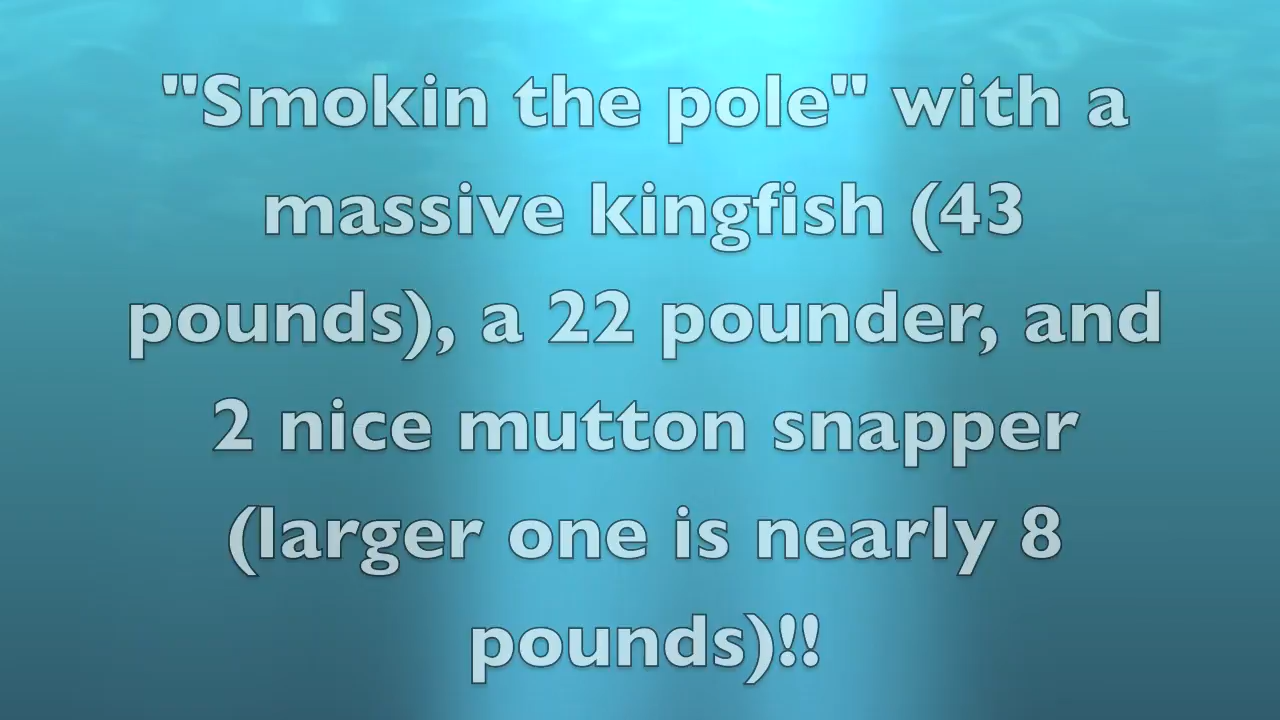 "Smokin the pole" with a
massive kingfish (43
pounds), a 22 pounder, and
2 nice mutton snapper
(larger one is nearly 8
pounds)!!